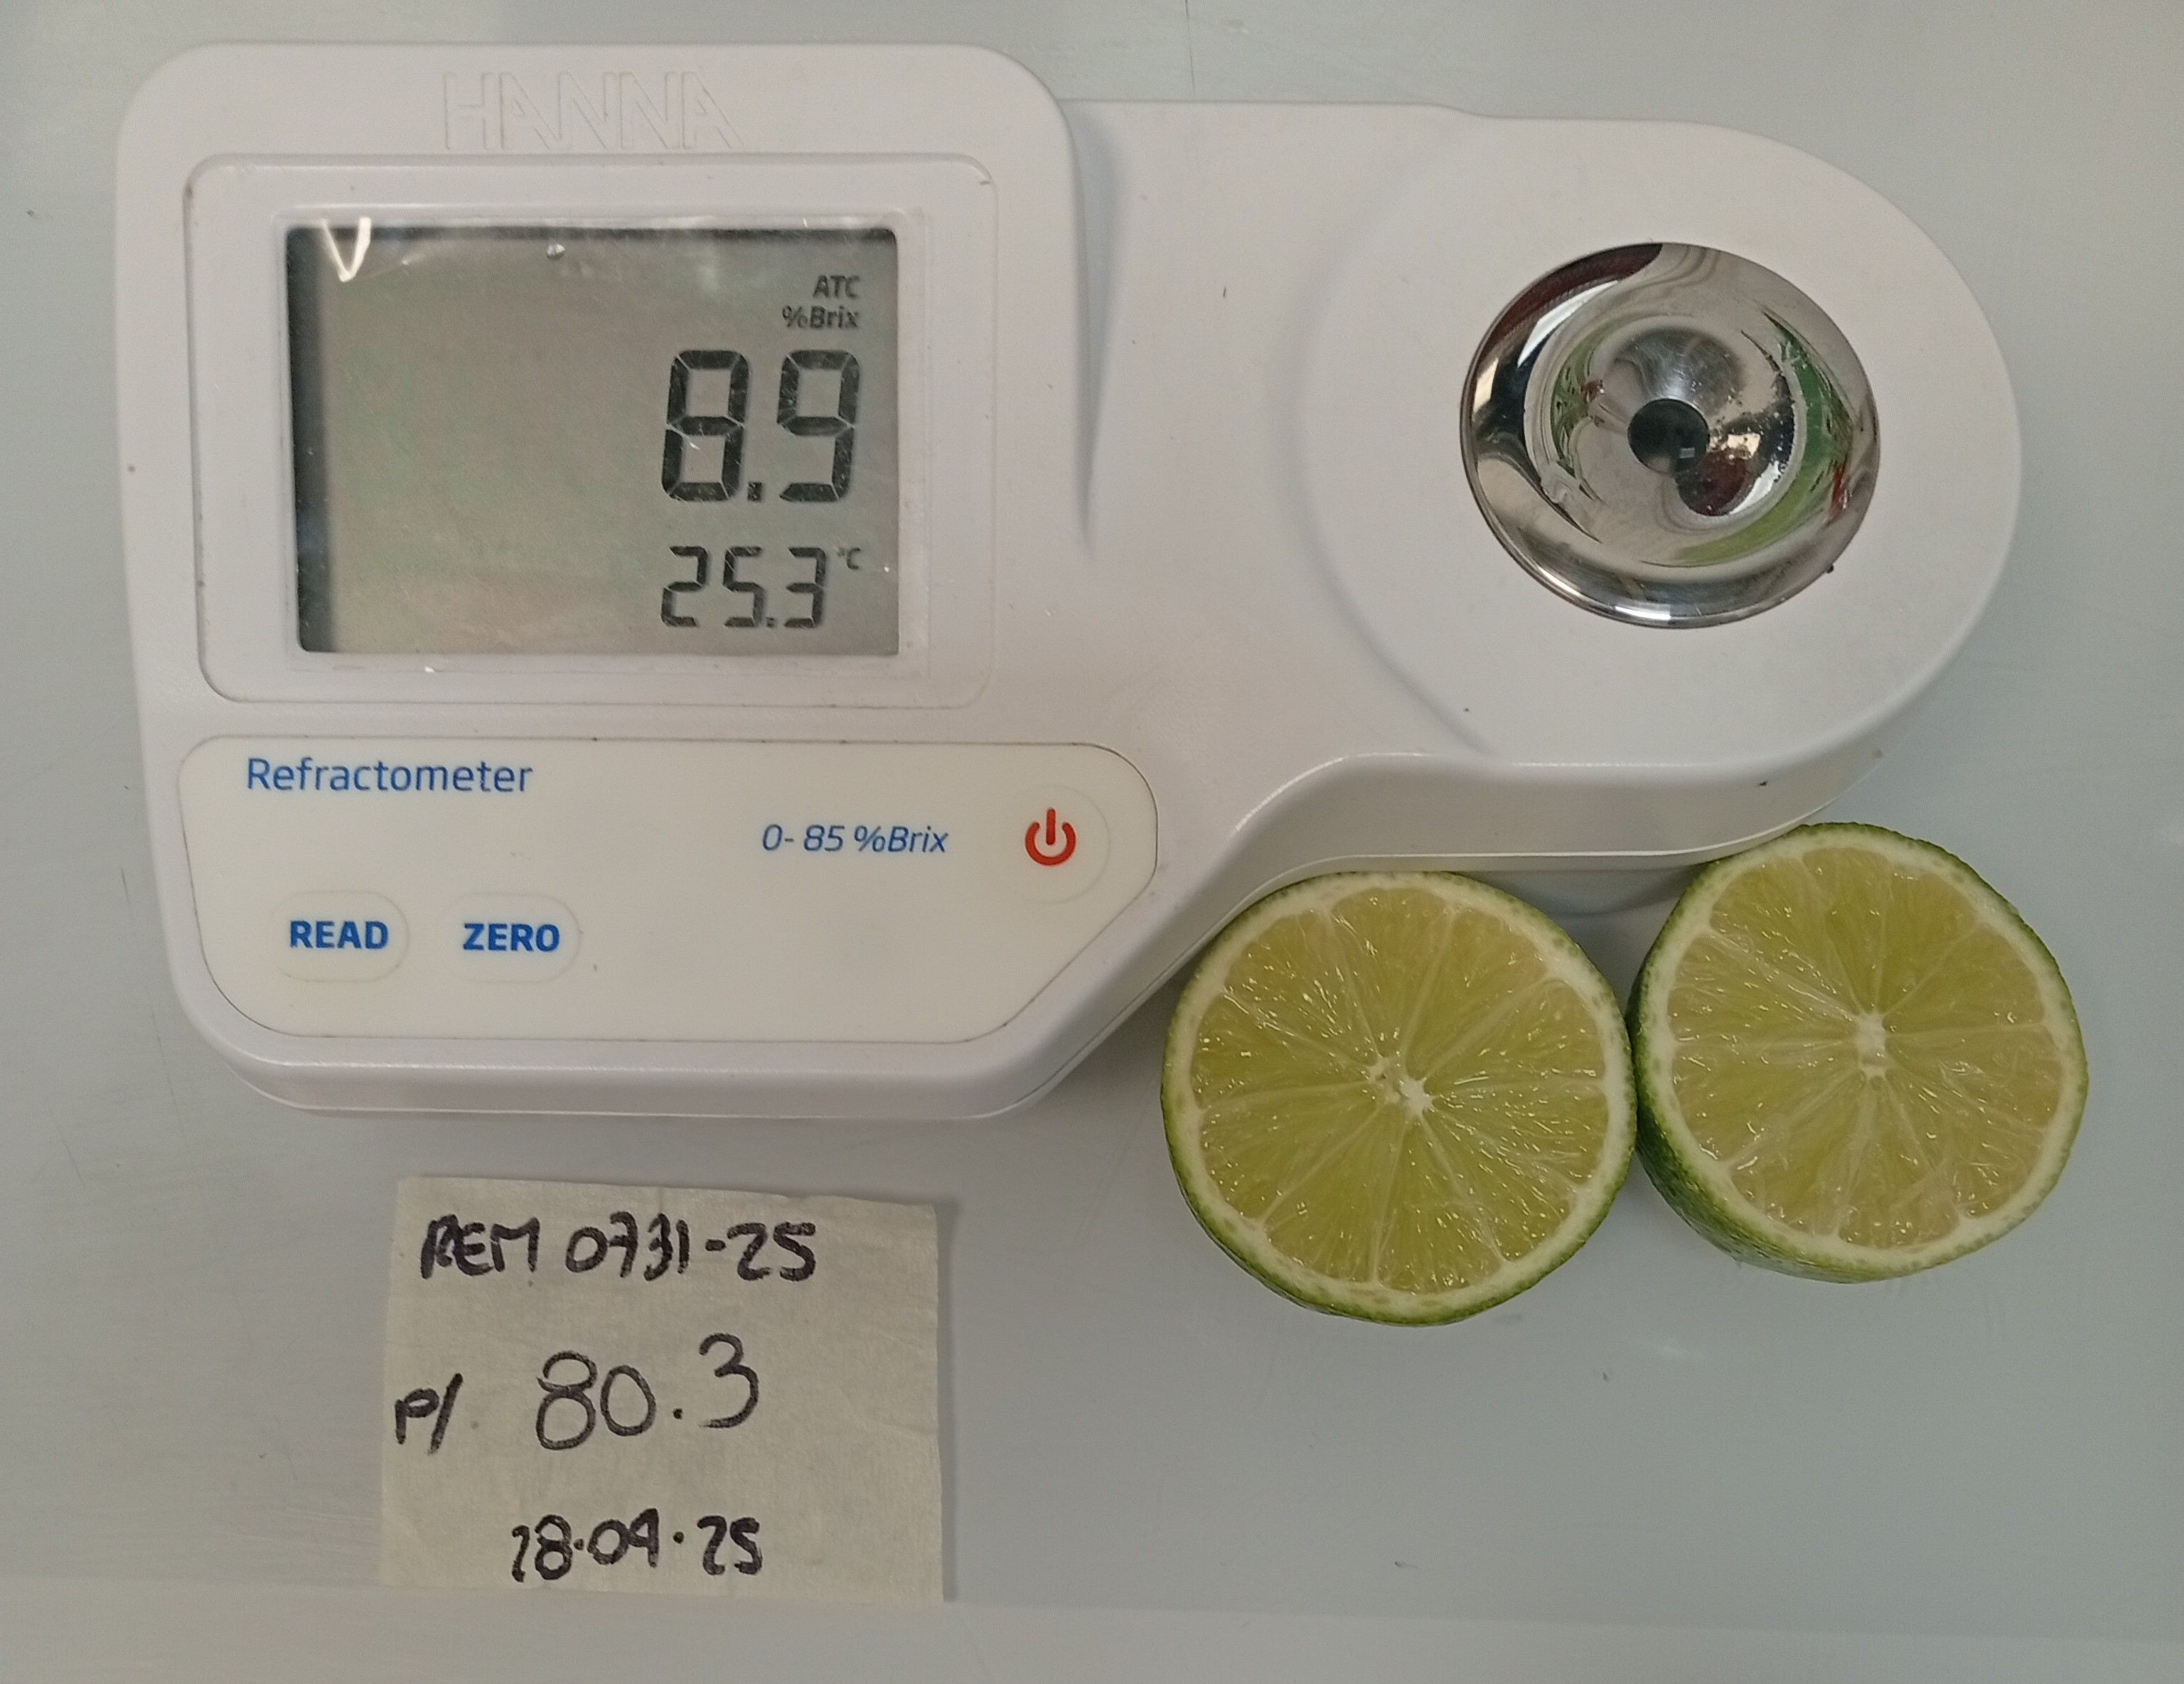 HANNA
ATC
%Brix
8.9
25.3 °C
Refractometer
0-85 %Brix
READ ZERO
REM 0731-25
P/ 80.3
28.04.25